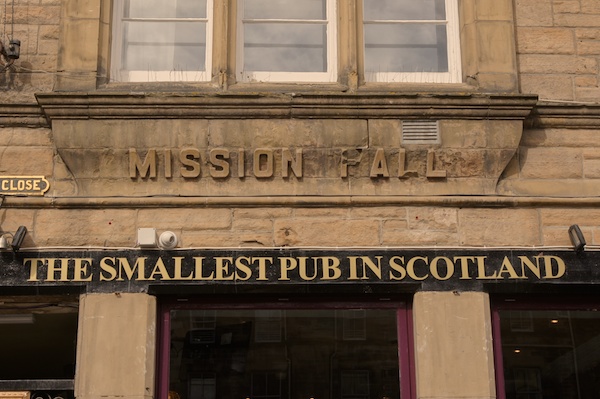 MISSION HALL
CLOSE
THE SMALLEST PUB IN SCOTLAND